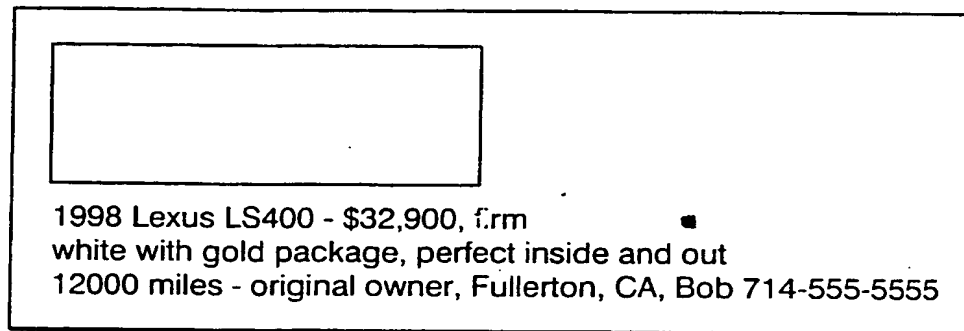 1998 Lexus LS400 - $32,900, firm
white with gold package, perfect inside and out
12000 miles - original owner, Fullerton, CA, Bob 714-555-5555